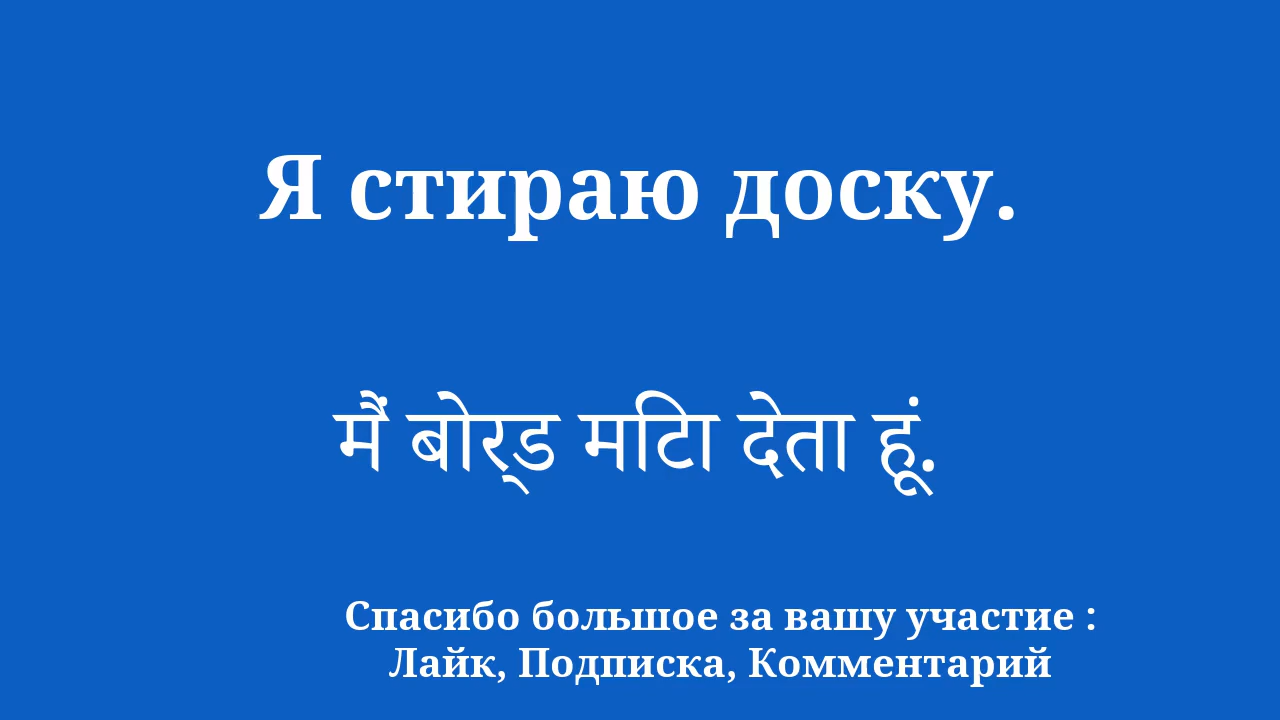 Я стираю доску.
मैं बोर्ड मिटा देता हूं.
Спасибо большое за вашу участие :
Лайк, Подписка, Комментарий